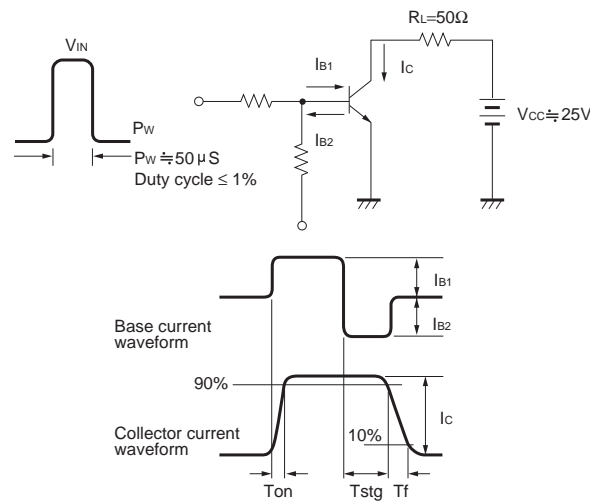 VIN
PW
PW≒50μS
Duty cycle ≤ 1%
RL=50Ω
IB1
IC
IB2
VCC≒25V
Base current
waveform
IB1
IB2
90%
10%
IC
Collector current
waveform
Ton
Tstg
Tf